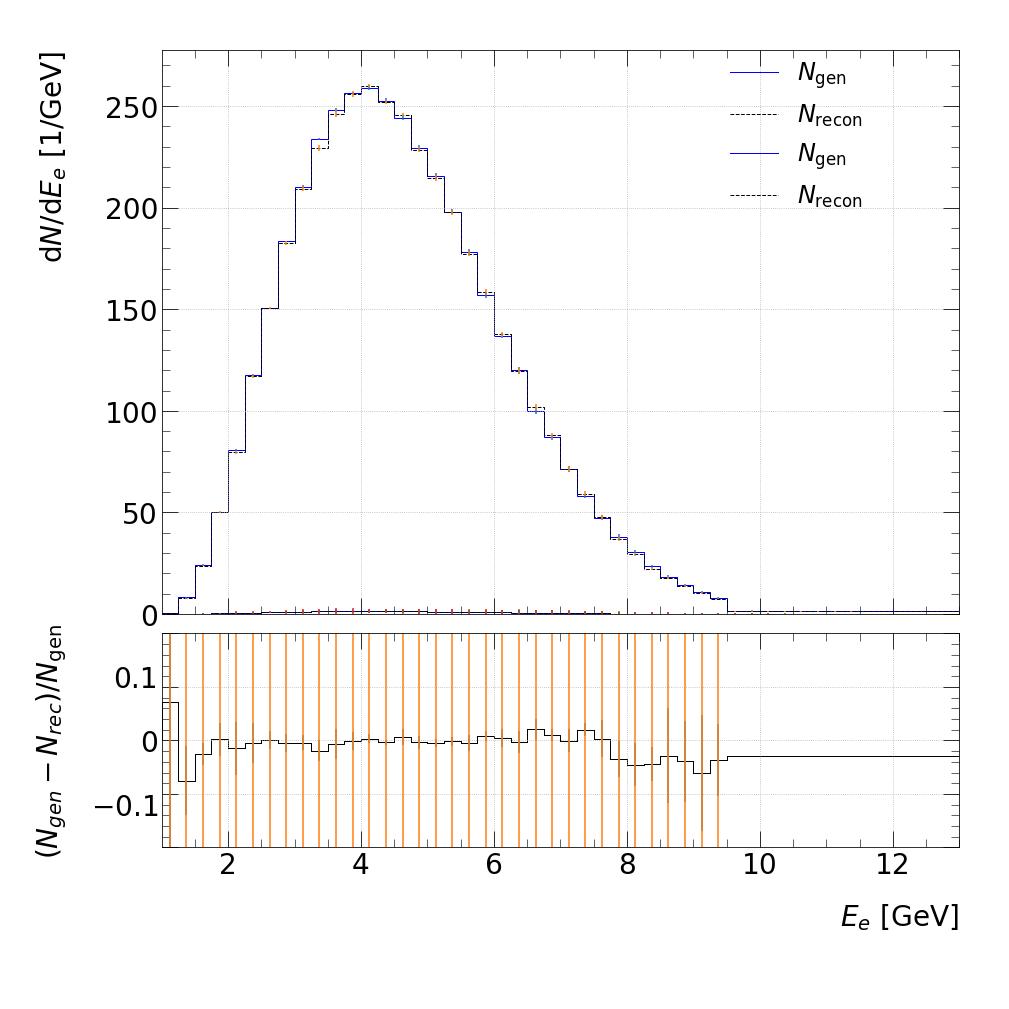 dN/dE_e [1/GeV]
250
200
150
100
50
0
N_gen
N_recon
N_gen
N_recon
(N_gen − N_rec)/N_gen
0.1
0
−0.1
2 4 6 8 10 12
E_e [GeV]